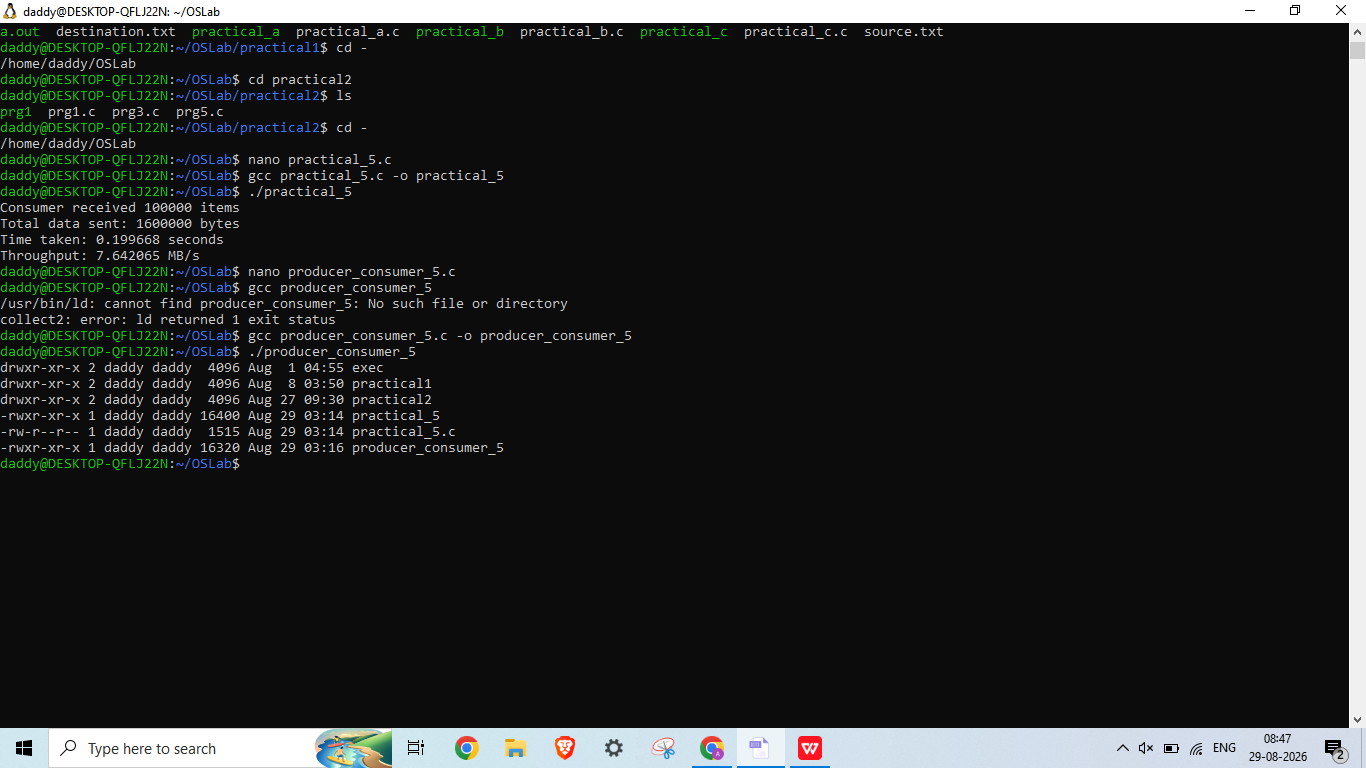 daddy@DESKTOP-QFLJ22N: ~/OSLab
a.out  destination.txt  practical_a  practical_a.c  practical_b  practical_b.c  practical_c  practical_c.c  source.txt
daddy@DESKTOP-QFLJ22N:~/OSLab/practical1$ cd -
/home/daddy/OSLab
daddy@DESKTOP-QFLJ22N:~/OSLab$ cd practical2
daddy@DESKTOP-QFLJ22N:~/OSLab/practical2$ ls
prg1  prg1.c  prg3.c  prg5.c
daddy@DESKTOP-QFLJ22N:~/OSLab/practical2$ cd -
/home/daddy/OSLab
daddy@DESKTOP-QFLJ22N:~/OSLab$ nano practical_5.c
daddy@DESKTOP-QFLJ22N:~/OSLab$ gcc practical_5.c -o practical_5
daddy@DESKTOP-QFLJ22N:~/OSLab$ ./practical_5
Consumer received 100000 items
Total data sent: 1600000 bytes
Time taken: 0.199668 seconds
Throughput: 7.642065 MB/s
daddy@DESKTOP-QFLJ22N:~/OSLab$ nano producer_consumer_5.c
daddy@DESKTOP-QFLJ22N:~/OSLab$ gcc producer_consumer_5
/usr/bin/ld: cannot find producer_consumer_5: No such file or directory
collect2: error: ld returned 1 exit status
daddy@DESKTOP-QFLJ22N:~/OSLab$ gcc producer_consumer_5.c -o producer_consumer_5
daddy@DESKTOP-QFLJ22N:~/OSLab$ ./producer_consumer_5
drwxr-xr-x 2 daddy daddy  4096 Aug  1 04:55 exec
drwxr-xr-x 2 daddy daddy  4096 Aug  8 03:50 practical1
drwxr-xr-x 2 daddy daddy  4096 Aug 27 09:30 practical2
-rwxr-xr-x 1 daddy daddy 16400 Aug 29 03:14 practical_5
-rw-r--r-- 1 daddy daddy  1515 Aug 29 03:14 practical_5.c
-rwxr-xr-x 1 daddy daddy 16320 Aug 29 03:16 producer_consumer_5
daddy@DESKTOP-QFLJ22N:~/OSLab$
Type here to search
ENG
08:47
29-08-2026
2